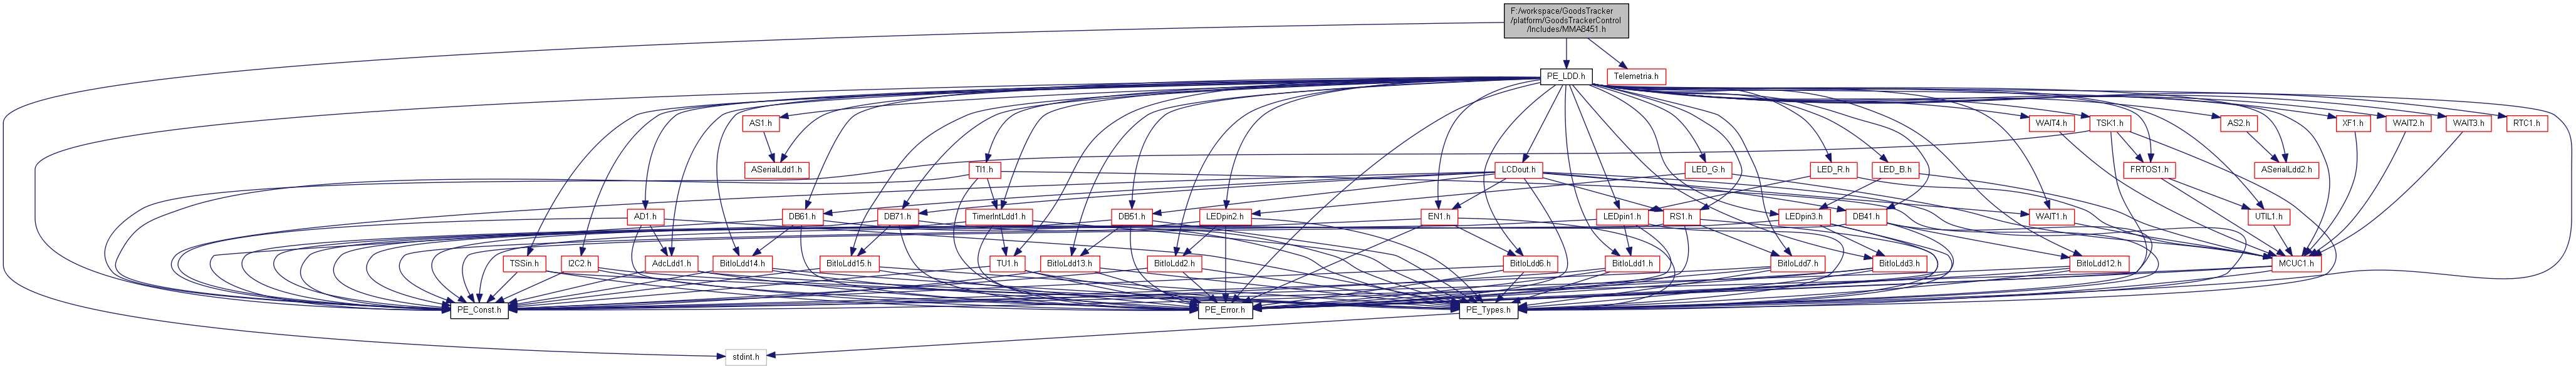 F:/workspace/GoodsTracker
/platform/GoodsTrackerControl
/includes/MMA8451.h
PE_LDD.h
Telemetria.h
AS1.h
WAIT4.h
TSK1.h
AS2.h
XF1.h
WAIT2.h
WAIT3.h
RTC1.h
ASerialLdd1.h
TI1.h
LCDout.h
LED_G.h
LED_R.h
LED_B.h
FRTOS1.h
ASerialLdd2.h
AD1.h
DB61.h
DB71.h
TimerIntLdd1.h
DB51.h
LEDpin2.h
EN1.h
LEDpin1.h
RS1.h
LEDpin3.h
DB41.h
WAIT1.h
UTIL1.h
TSSin.h
I2C2.h
AdcLdd1.h
BitIoLdd14.h
BitIoLdd15.h
TU1.h
BitIoLdd13.h
BitIoLdd2.h
BitIoLdd6.h
BitIoLdd1.h
BitIoLdd7.h
BitIoLdd3.h
BitIoLdd12.h
MCUC1.h
PE_Const.h
PE_Error.h
PE_Types.h
stdint.h